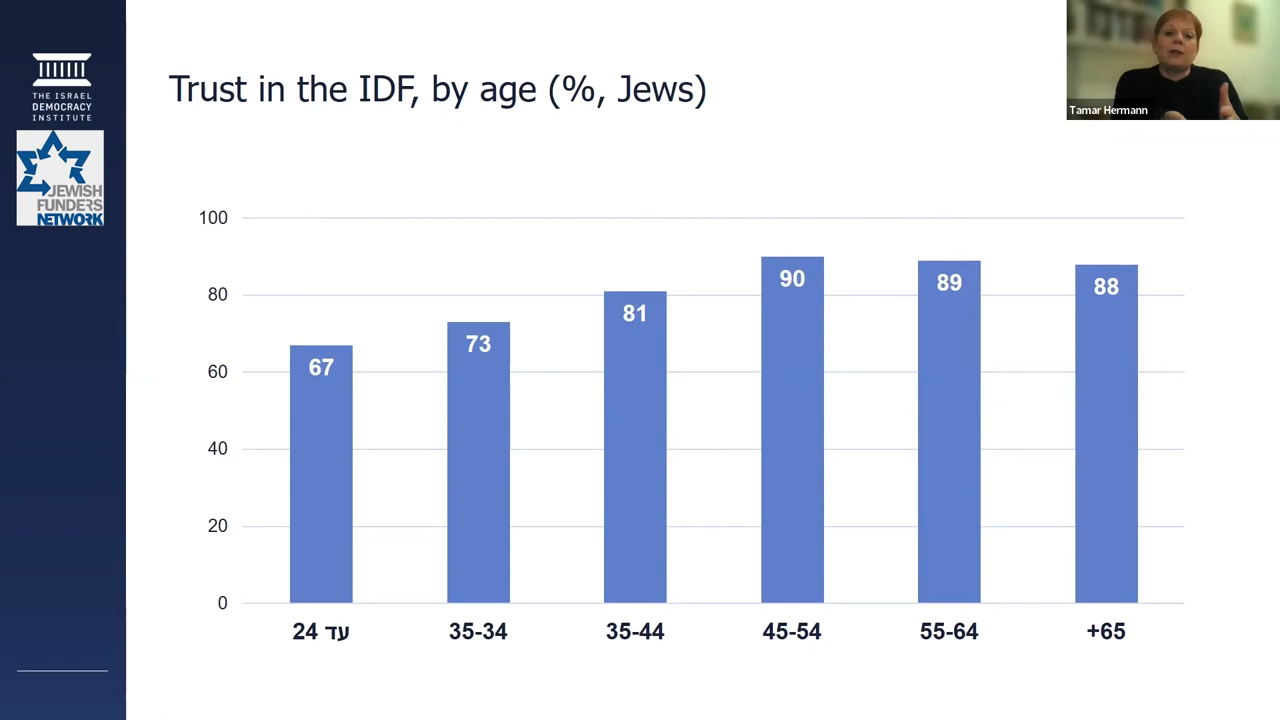 THE ISRAEL
DEMOCRACY
INSTITUTE
JEWISH
FUNDERS
NETWORK
Trust in the IDF, by age (%, Jews)
Tamar Hermann
100
80
60
40
20
0
67
73
81
90
89
88
עד 24
35-34
35-44
45-54
55-64
+65